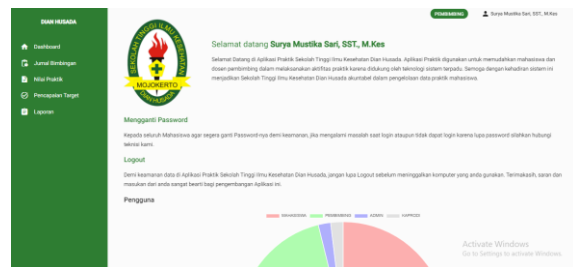 DIAN HUSADA
PEMBIMBING
Surya Mustika Sari, SST., M.Kes
Dashboard
Jurnal Bimbingan
Nilai Praktik
Pencapaian Target
Laporan
SEKOLAH TINGGI ILMU KESEHATAN
MOJOKERTO
DIAN HUSADA
Selamat datang Surya Mustika Sari, SST., M.Kes
Selamat Datang di Aplikasi Praktik Sekolah Tinggi Ilmu Kesehatan Dian Husada. Aplikasi Praktik digunakan untuk memudahkan mahasiswa dan
dosen pembimbing dalam melaksanakan aktifitas praktik karena didukung oleh teknologi sistem terpadu. Semoga dengan kehadiran sistem ini
menjadikan Sekolah Tinggi Ilmu Kesehatan Dian Husada akuntabel dalam pengelolaan data praktik mahasiswa.
Mengganti Password
Kepada seluruh Mahasiswa agar segera ganti Password-nya demi keamanan, jika mengalami masalah saat login ataupun tidak dapat login karena lupa password silahkan hubungi
teknisi kami.
Logout
Demi keamanan data di Aplikasi Praktik Sekolah Tinggi Ilmu Kesehatan Dian Husada, jangan lupa Logout sebelum meninggalkan komputer yang anda gunakan. Terimakasih, saran dan
masukan dari anda sangat bearti bagi pengembangan Aplikasi ini.
Pengguna
MAHASISWA PEMBIMBING ADMIN KAPRODI
Activate Windows
Go to Settings to activate Windows.